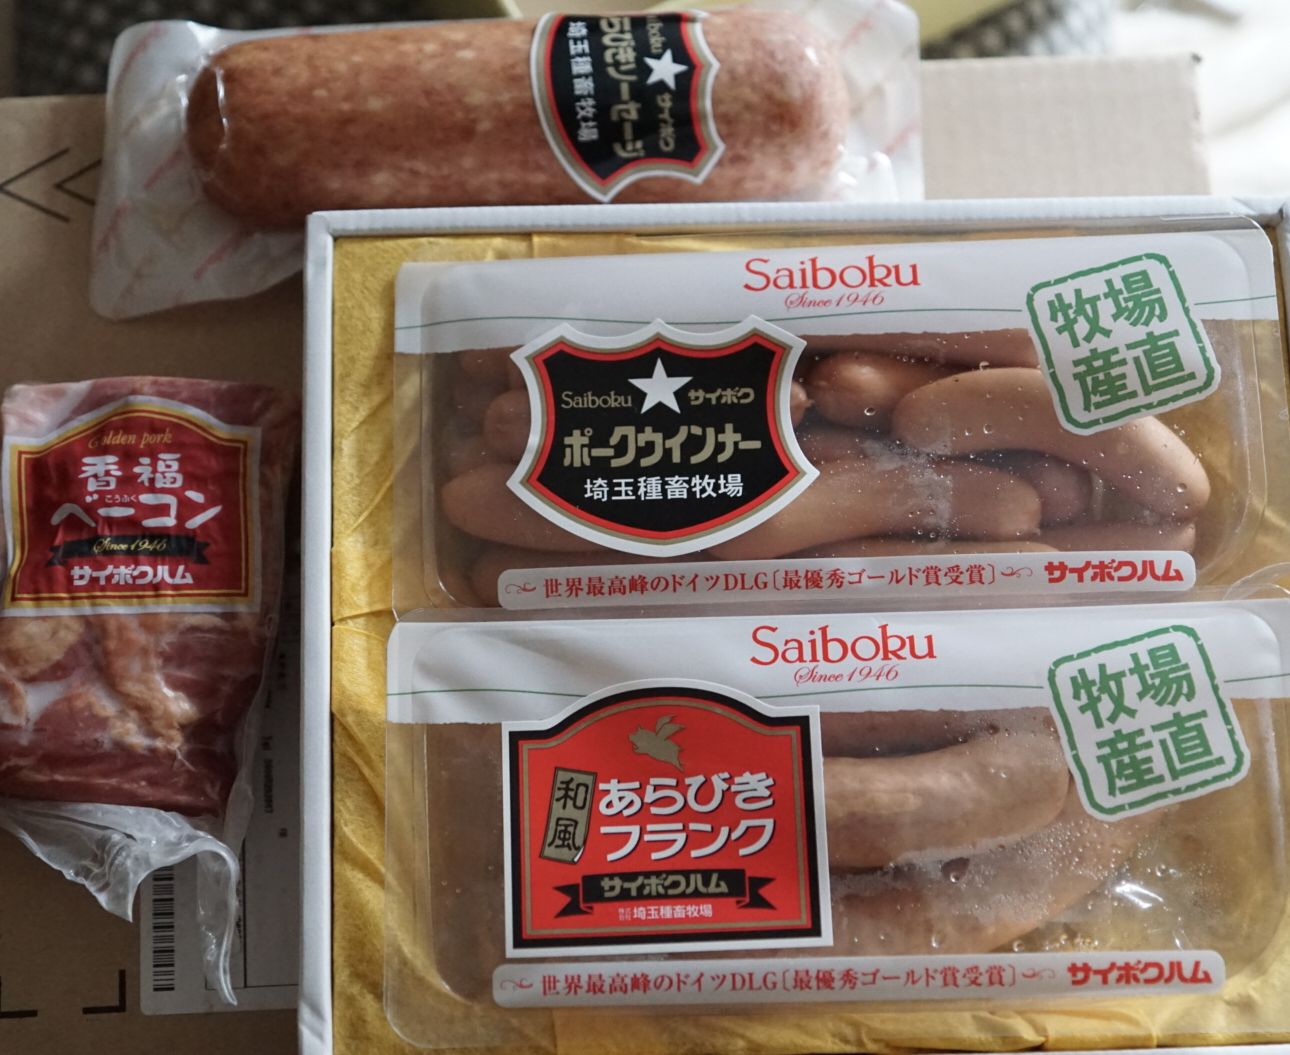 Saiboku サイボク
らびきソーセージ
埼玉種畜牧場
Golden pork
香福
こうふく
ベーコン
Since 1946
サイボクハム
Saiboku
Since 1946
牧場
産直
Saiboku サイボク
ポークウインナー
埼玉種畜牧場
世界最高峰のドイツDLG〔最優秀ゴールド賞受賞〕 サイボクハム
Saiboku
Since 1946
牧場
産直
和風
あらびき
フランク
サイボクハム
株式会社 埼玉種畜牧場
世界最高峰のドイツDLG〔最優秀ゴールド賞受賞〕 サイボクハム